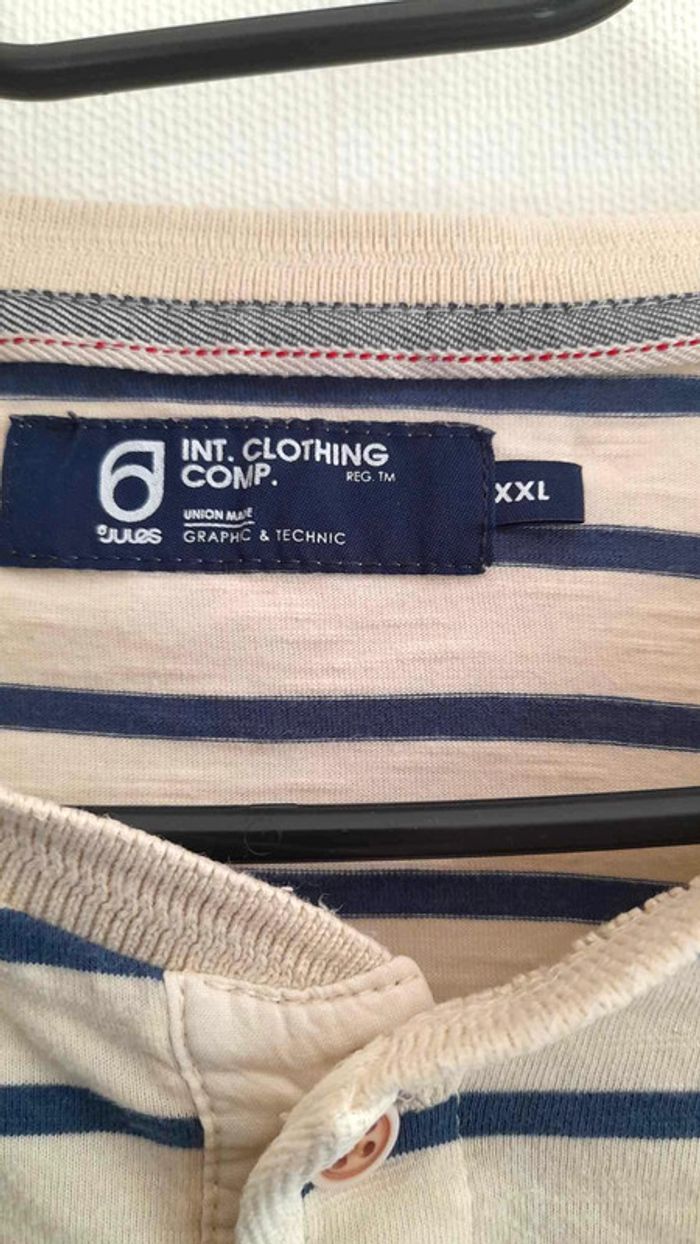 INT. CLOTHING
COMP. REG. TM
UNION MADE
JULES GRAPHIC & TECHNIC
XXL